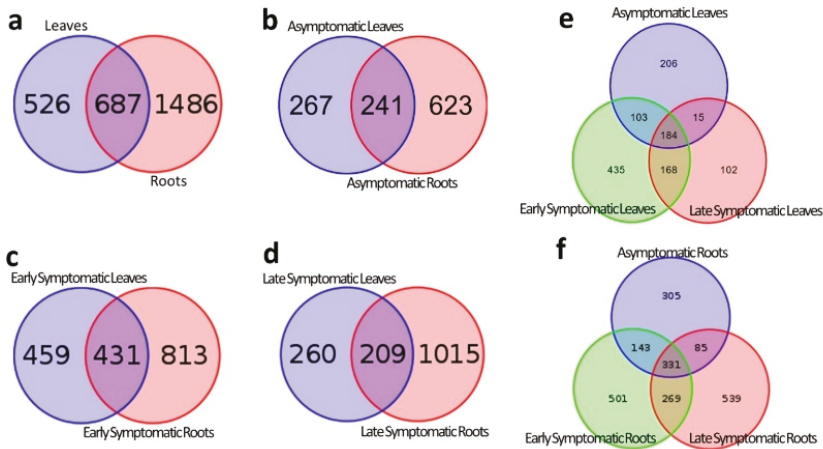 a
Leaves
526 687 1486
Roots
b
Asymptomatic Leaves
267 241 623
Asymptomatic Roots
c
Early Symptomatic Leaves
459 431 813
Early Symptomatic Roots
d
Late Symptomatic Leaves
260 209 1015
Late Symptomatic Roots
e
Asymptomatic Leaves
206
103 15
184
435 168 102
Early Symptomatic Leaves Late Symptomatic Leaves
f
Asymptomatic Roots
305
143 85
331
501 269 539
Early Symptomatic Roots Late Symptomatic Roots